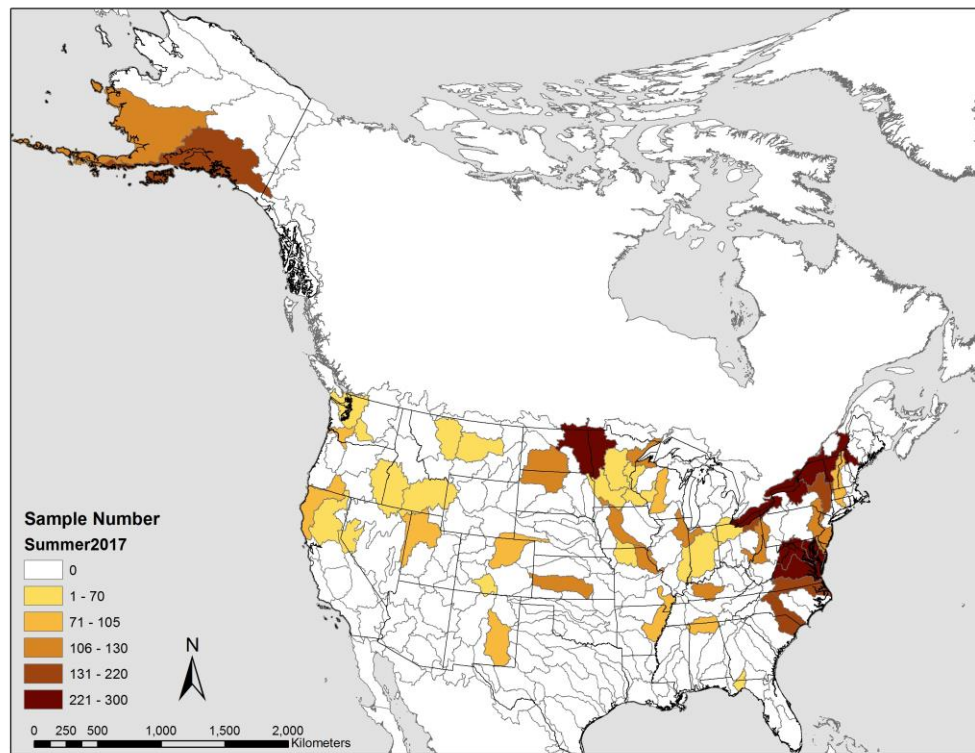 Sample Number
Summer2017
0
1 - 70
71 - 105
106 - 130
131 - 220
221 - 300
N
0 250 500 1,000 1,500 2,000
Kilometers